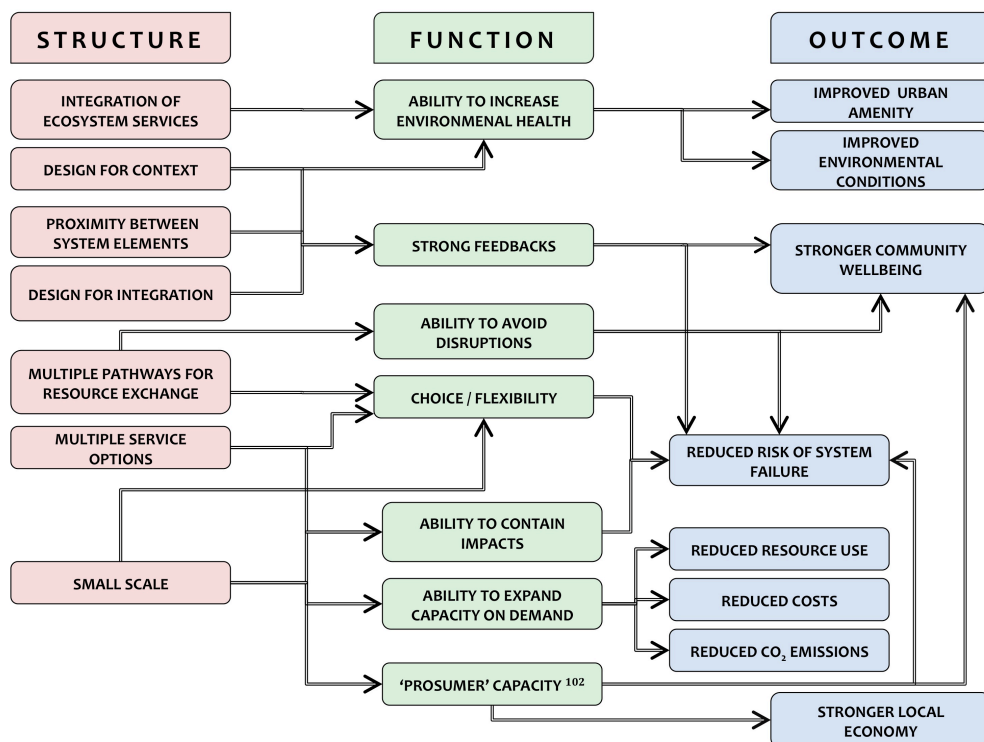 STRUCTURE
FUNCTION
OUTCOME
INTEGRATION OF
ECOSYSTEM SERVICES
DESIGN FOR CONTEXT
PROXIMITY BETWEEN
SYSTEM ELEMENTS
DESIGN FOR INTEGRATION
MULTIPLE PATHWAYS FOR
RESOURCE EXCHANGE
MULTIPLE SERVICE
OPTIONS
SMALL SCALE
ABILITY TO INCREASE
ENVIRONMENAL HEALTH
STRONG FEEDBACKS
ABILITY TO AVOID
DISRUPTIONS
CHOICE / FLEXIBILITY
ABILITY TO CONTAIN
IMPACTS
ABILITY TO EXPAND
CAPACITY ON DEMAND
‘PROSUMER’ CAPACITY ¹⁰²
IMPROVED URBAN
AMENITY
IMPROVED
ENVIRONMENTAL
CONDITIONS
STRONGER COMMUNITY
WELLBEING
REDUCED RISK OF SYSTEM
FAILURE
REDUCED RESOURCE USE
REDUCED COSTS
REDUCED CO₂ EMISSIONS
STRONGER LOCAL
ECONOMY